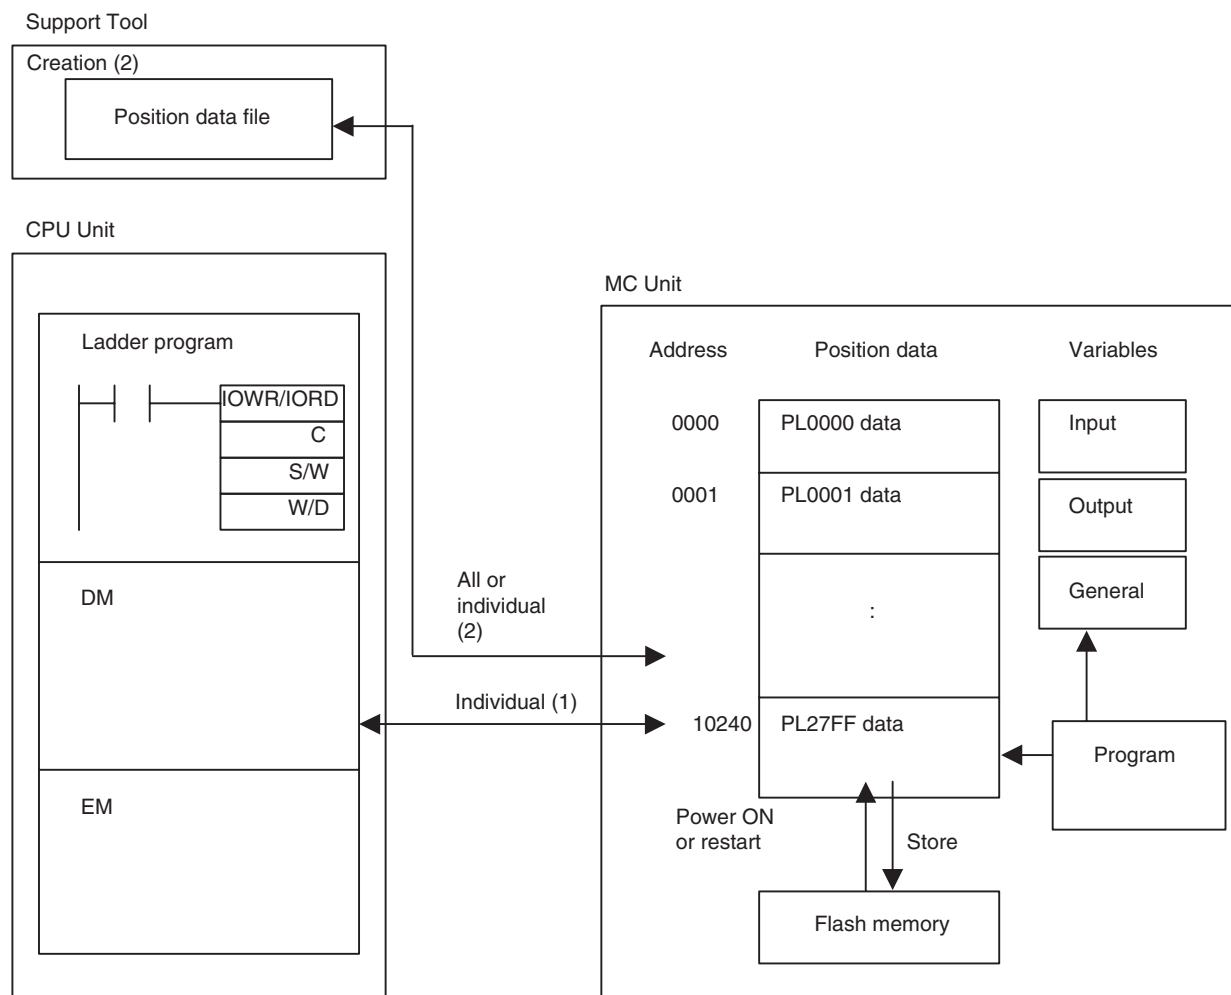 Support Tool
Creation (2)
Position data file
CPU Unit
Ladder program
IOWR/IORD
C
S/W
W/D
DM
EM
All or
individual
(2)
Individual (1)
MC Unit
Address
Position data
Variables
0000
PL0000 data
Input
0001
PL0001 data
Output
:
General
10240
PL27FF data
Program
Power ON
or restart
Store
Flash memory